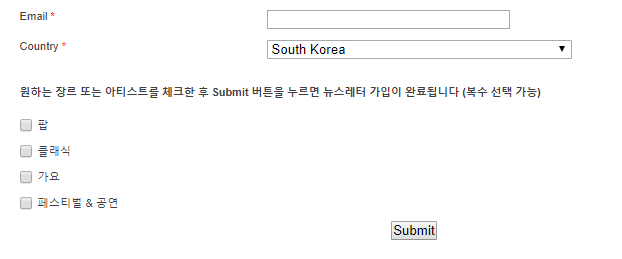 Email *
Country *
South Korea
원하는 장르 또는 아티스트를 체크한 후 Submit 버튼을 누르면 뉴스레터 가입이 완료됩니다 (복수 선택 가능)
팝
클래식
가요
페스티벌 & 공연
Submit